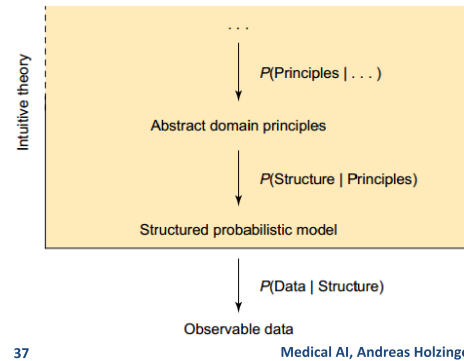 . . .
P(Principles | . . .)
Intuitive theory
Abstract domain principles
P(Structure | Principles)
Structured probabilistic model
P(Data | Structure)
Observable data
37
Medical AI, Andreas